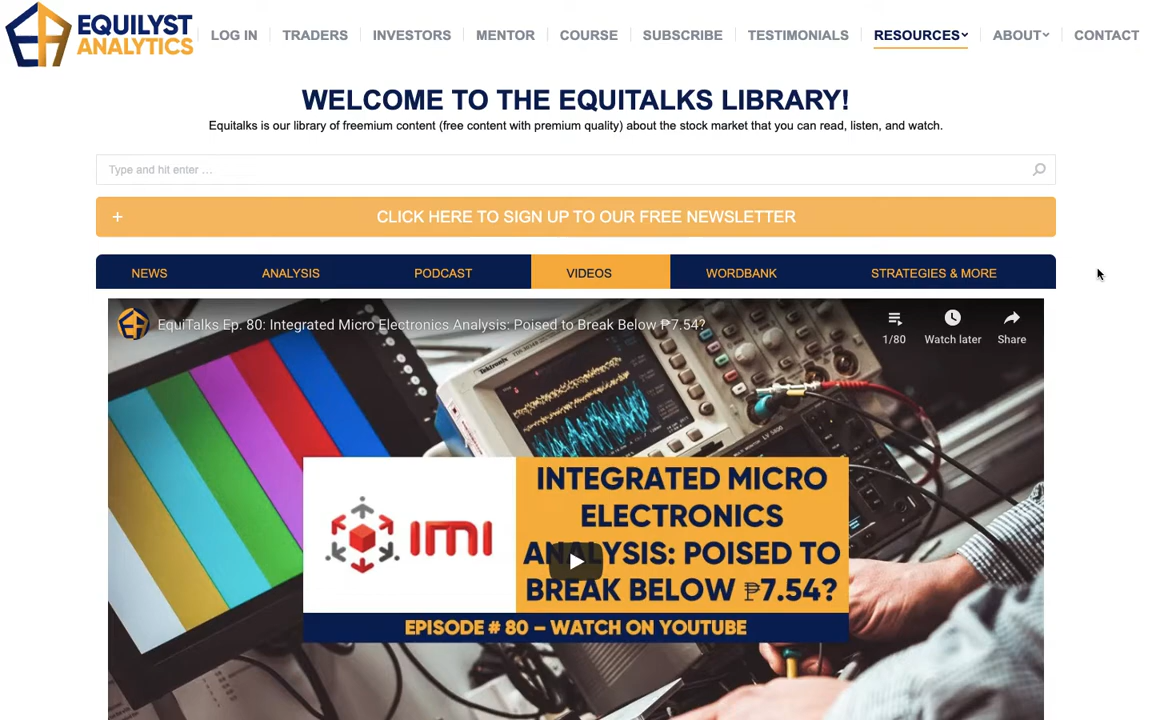 EQUILYST
ANALYTICS
LOG IN
TRADERS
INVESTORS
MENTOR
COURSE
SUBSCRIBE
TESTIMONIALS
RESOURCES
ABOUT
CONTACT
WELCOME TO THE EQUITALKS LIBRARY!
Equitalks is our library of freemium content (free content with premium quality) about the stock market that you can read, listen, and watch.
Type and hit enter …
+ CLICK HERE TO SIGN UP TO OUR FREE NEWSLETTER
NEWS
ANALYSIS
PODCAST
VIDEOS
WORDBANK
STRATEGIES & MORE
EquiTalks Ep. 80: Integrated Micro Electronics Analysis: Poised to Break Below ₱7.54?
1/80
Watch later
Share
Tektronix
IMI
INTEGRATED MICRO
ELECTRONICS
ANALYSIS: POISED TO
BREAK BELOW ₱7.54?
EPISODE # 80 – WATCH ON YOUTUBE